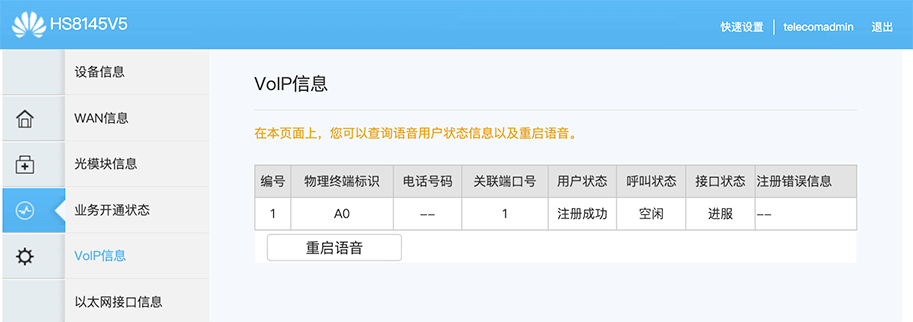 HS8145V5
快速设置 telecomadmin 退出
设备信息
WAN信息
光模块信息
业务开通状态
VoIP信息
以太网接口信息
VoIP信息
在本页面上，您可以查询语音用户状态信息以及重启语音。
编号 物理终端标识 电话号码 关联端口号 用户状态 呼叫状态 接口状态 注册错误信息
1 A0 -- 1 注册成功 空闲 进服 --
重启语音